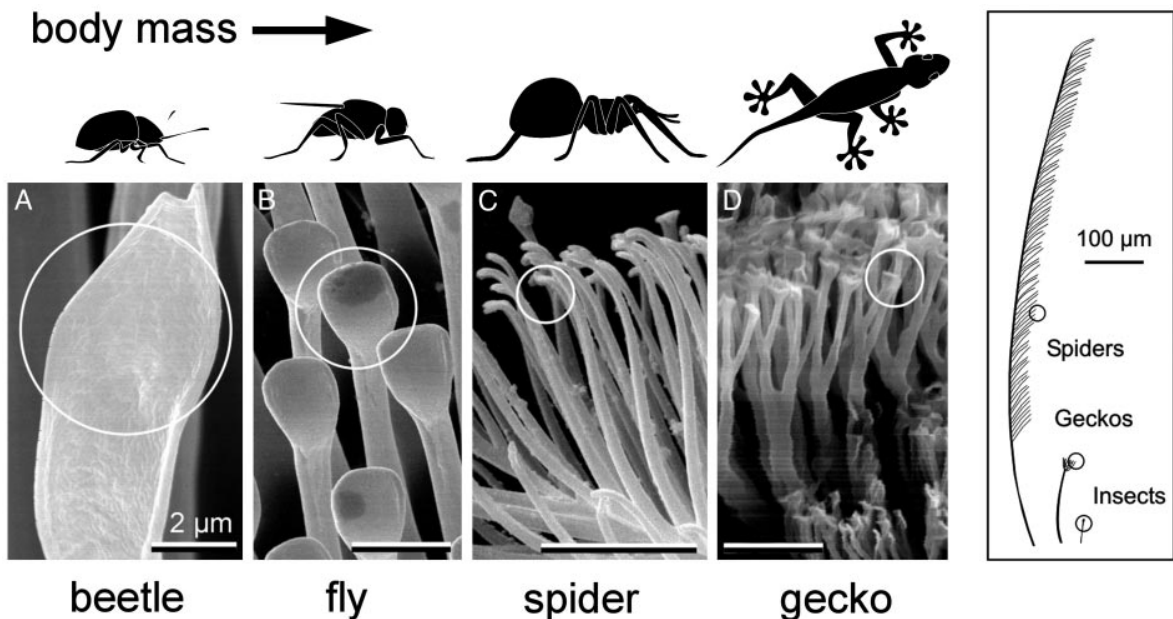 body mass
A
B
C
D
2 µm
beetle
fly
spider
gecko
100 µm
Spiders
Geckos
Insects